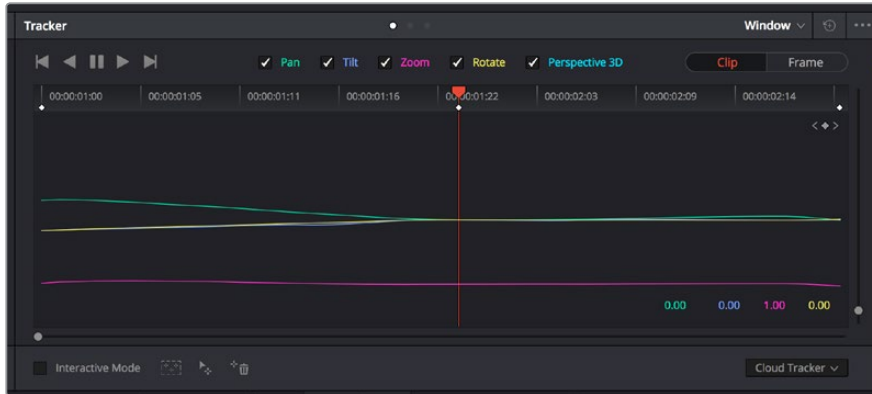 Tracker
Window
Pan Tilt Zoom Rotate Perspective 3D Clip Frame
00:00:01:00 00:00:01:05 00:00:01:11 00:00:01:16 00:00:01:22 00:00:02:03 00:00:02:09 00:00:02:14
0.00 0.00 1.00 0.00
Interactive Mode Cloud Tracker